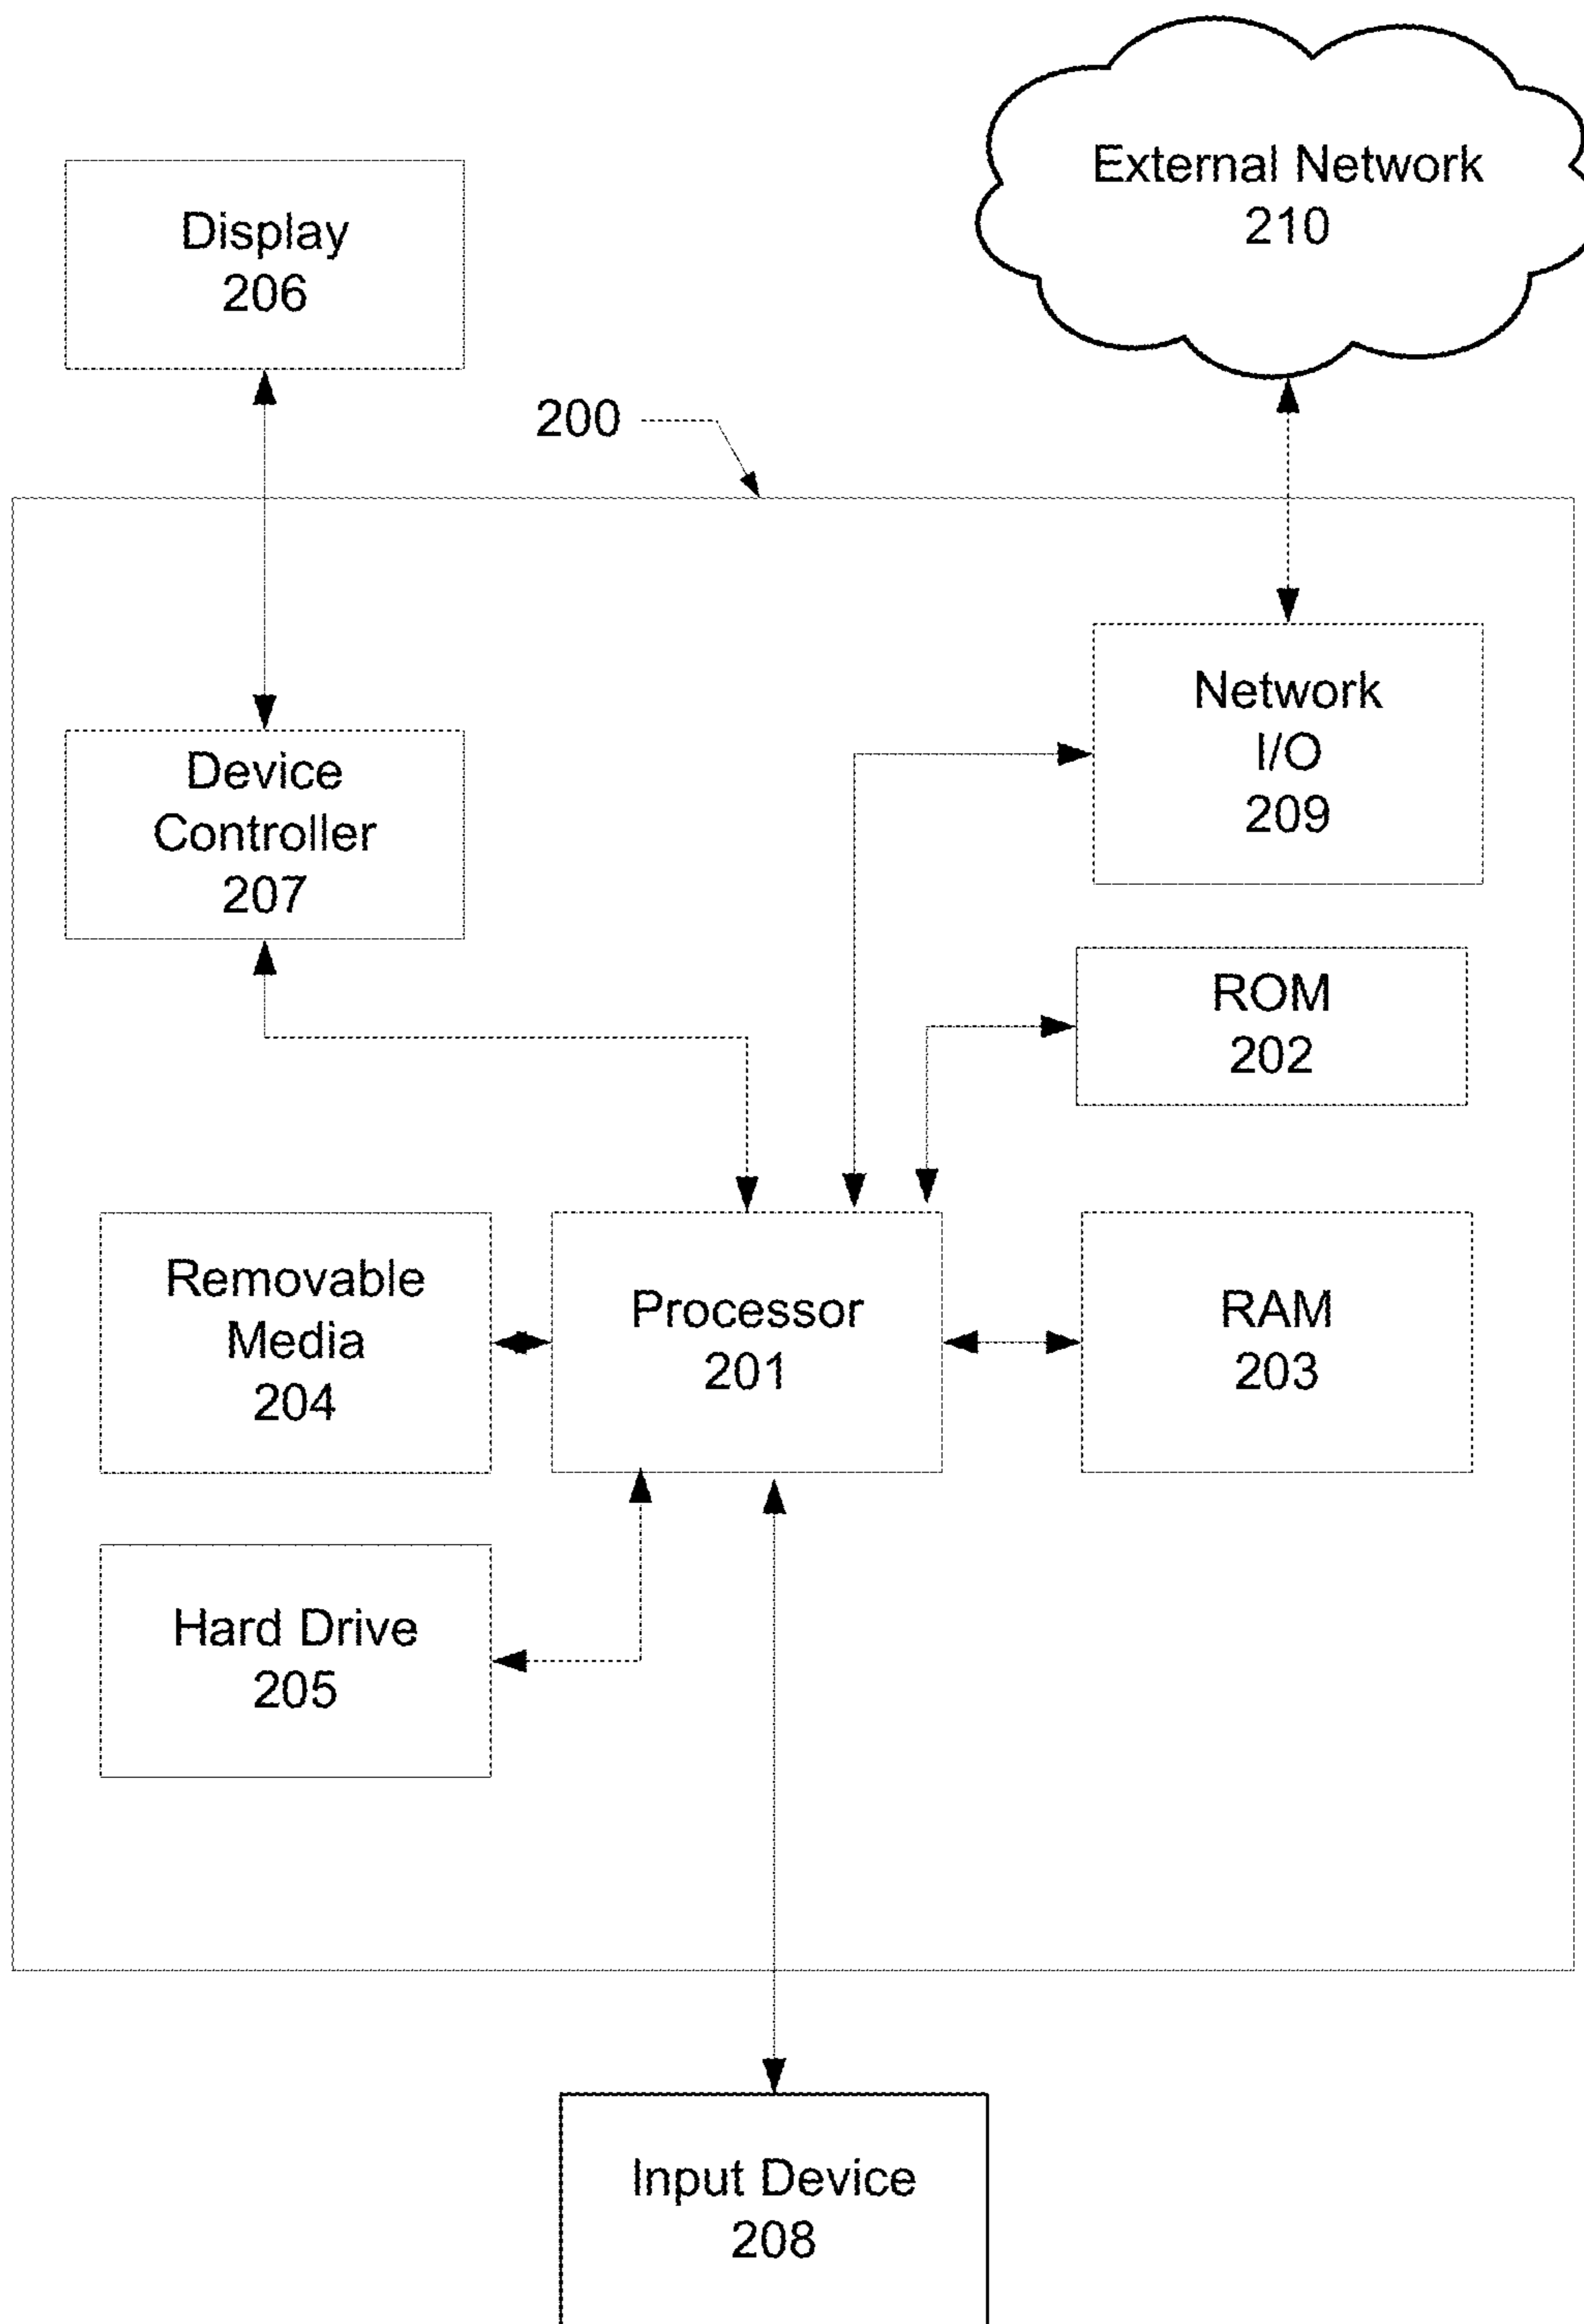 External Network
210
Display
206
200
Network
I/O
209
Device
Controller
207
ROM
202
Removable
Media
204
Processor
201
RAM
203
Hard Drive
205
Input Device
208